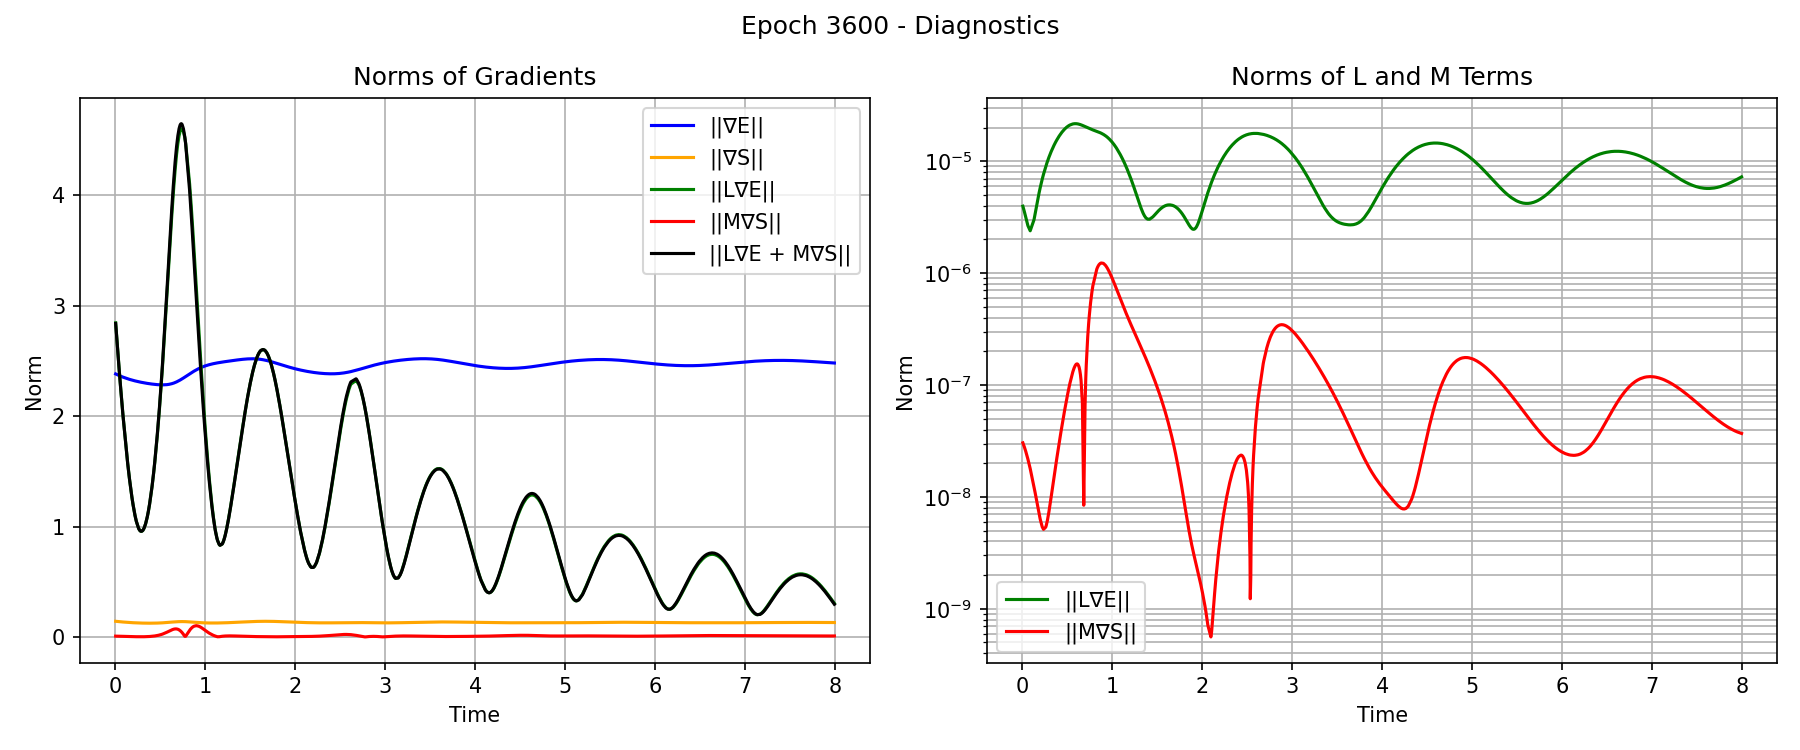 Epoch 3600 - Diagnostics
Norms of Gradients
Norm
4
3
2
1
0
||∇E||
||∇S||
||L∇E||
||M∇S||
||L∇E + M∇S||
0 1 2 3 4 5 6 7 8
Time
Norms of L and M Terms
Norm
10⁻⁵
10⁻⁶
10⁻⁷
10⁻⁸
10⁻⁹
||L∇E||
||M∇S||
0 1 2 3 4 5 6 7 8
Time